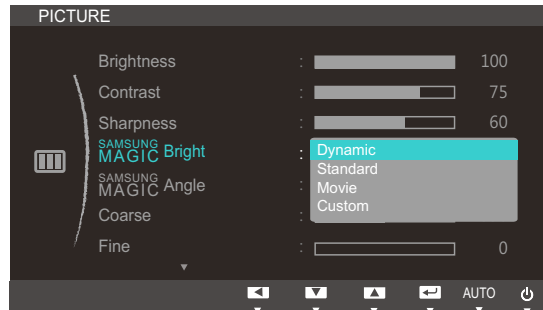 PICTURE
Brightness : 100
Contrast : 75
Sharpness : 60
SAMSUNG MAGIC Bright : Dynamic
Standard
SAMSUNG MAGIC Angle : Movie
Custom
Coarse :
Fine : 0
AUTO